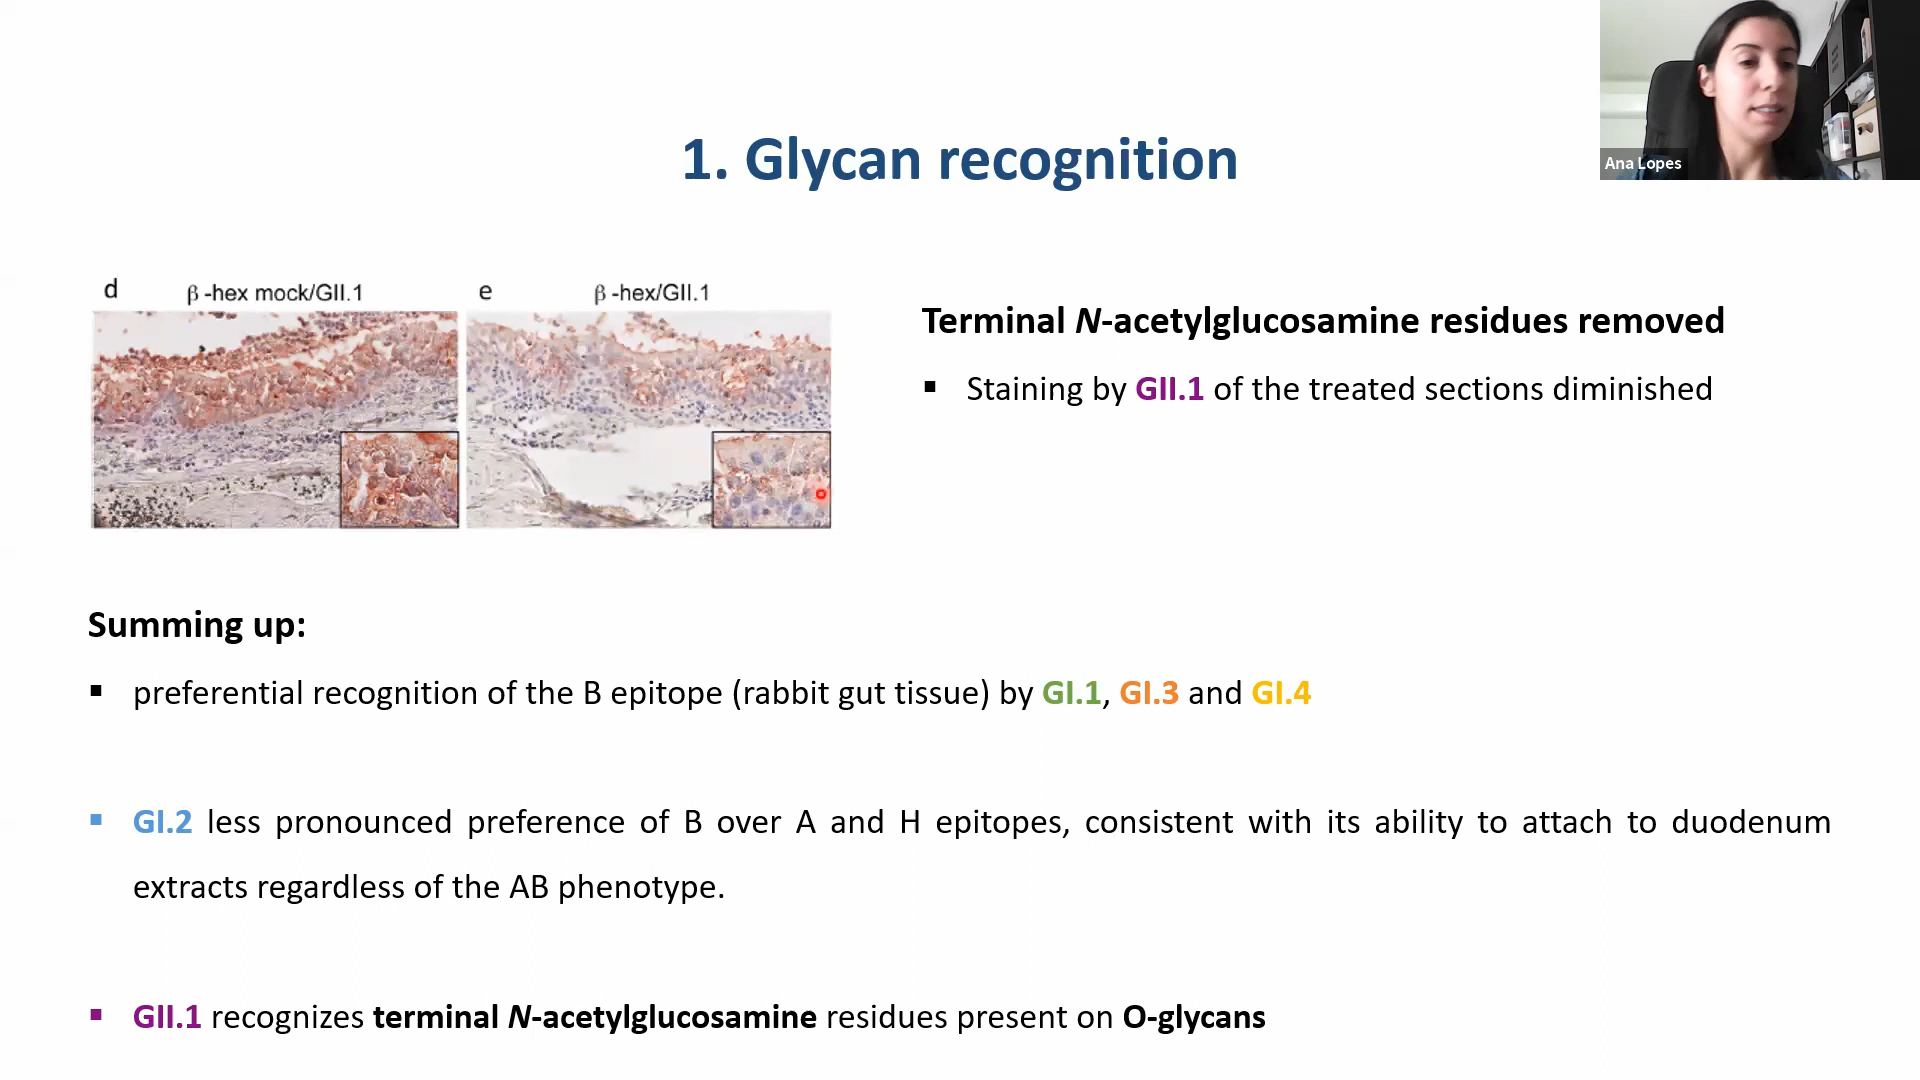 Ana Lopes
1. Glycan recognition
d β -hex mock/GII.1 e β -hex/GII.1
Terminal N-acetylglucosamine residues removed
▪ Staining by GII.1 of the treated sections diminished
Summing up:
▪ preferential recognition of the B epitope (rabbit gut tissue) by GI.1, GI.3 and GI.4
▪ GI.2 less pronounced preference of B over A and H epitopes, consistent with its ability to attach to duodenum
extracts regardless of the AB phenotype.
▪ GII.1 recognizes terminal N-acetylglucosamine residues present on O-glycans